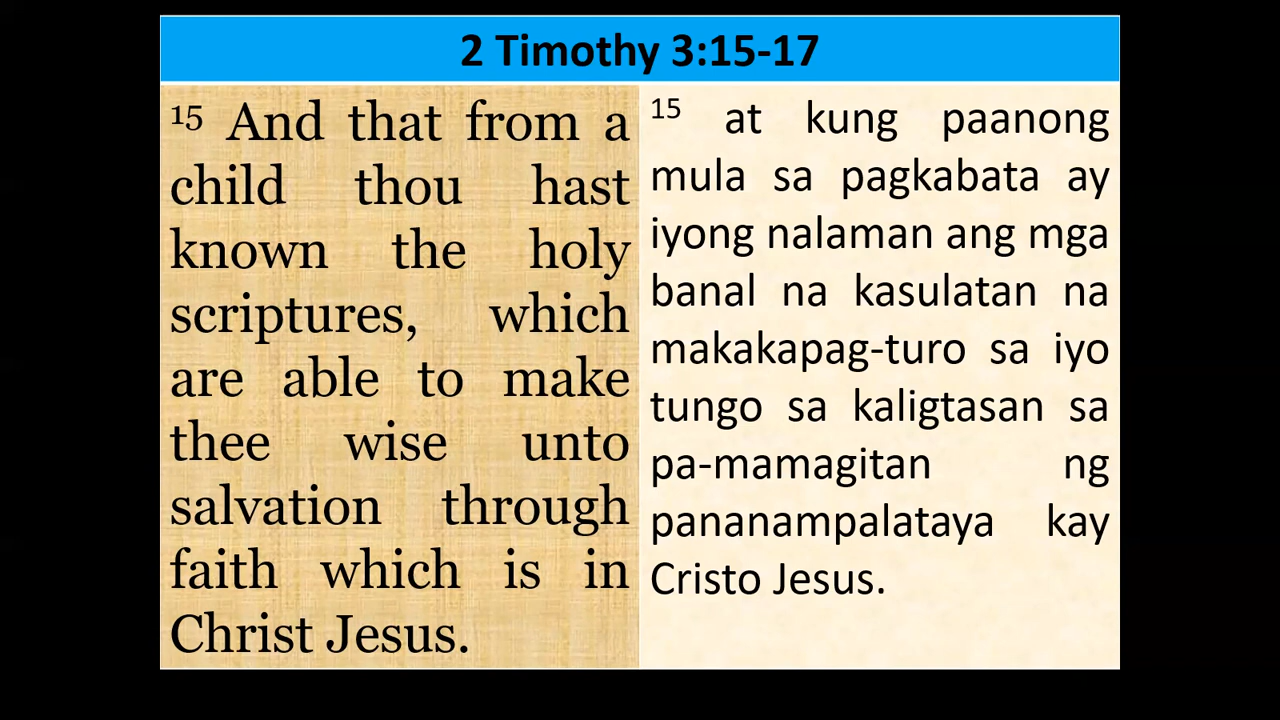 2 Timothy 3:15-17
15 And that from a
child thou hast
known the holy
scriptures, which
are able to make
thee wise unto
salvation through
faith which is in
Christ Jesus.
15 at kung paanong
mula sa pagkabata ay
iyong nalaman ang mga
banal na kasulatan na
makakapag-turo sa iyo
tungo sa kaligtasan sa
pa-mamagitan ng
pananampalataya kay
Cristo Jesus.